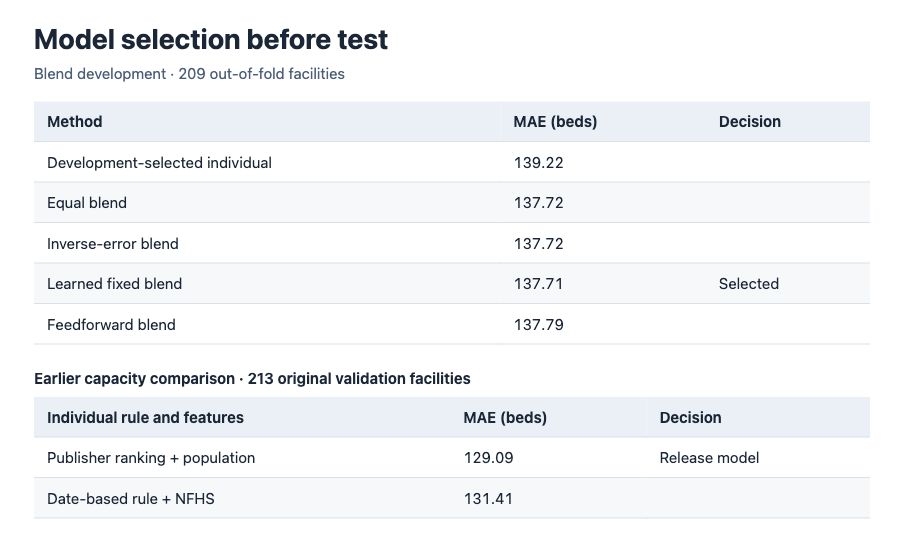 Model selection before test
Blend development · 209 out-of-fold facilities
Method MAE (beds) Decision
Development-selected individual 139.22
Equal blend 137.72
Inverse-error blend 137.72
Learned fixed blend 137.71 Selected
Feedforward blend 137.79
Earlier capacity comparison · 213 original validation facilities
Individual rule and features MAE (beds) Decision
Publisher ranking + population 129.09 Release model
Date-based rule + NFHS 131.41